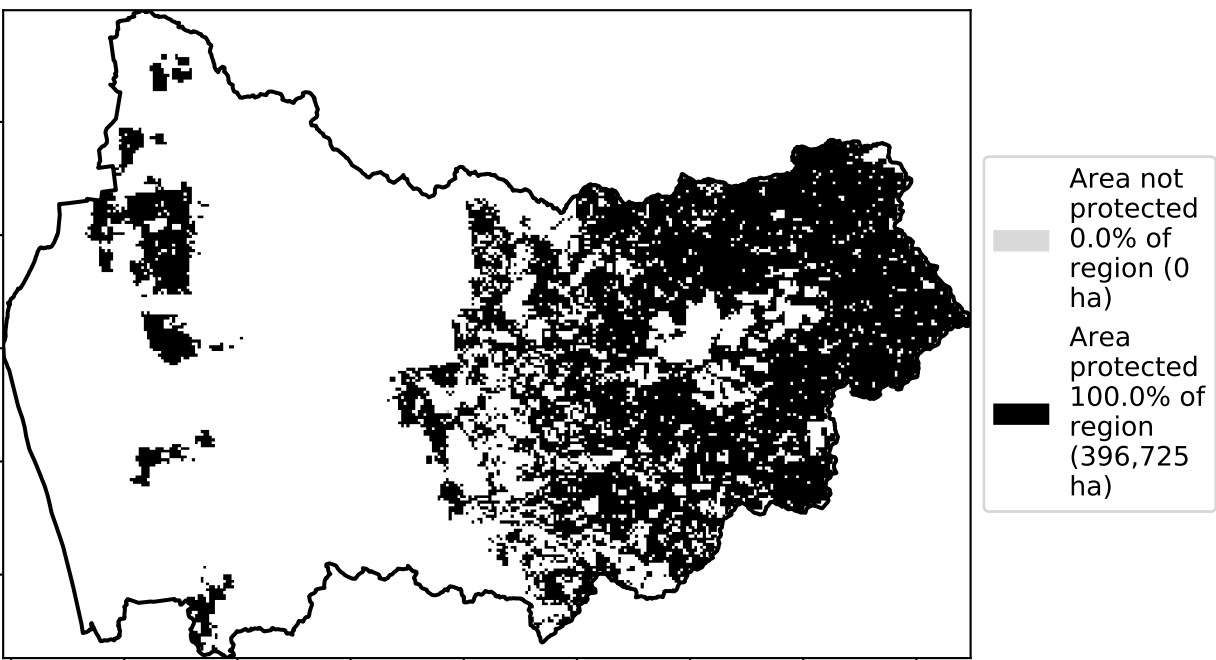 Area not
protected
0.0% of
region (0
ha)
Area
protected
100.0% of
region
(396,725
ha)